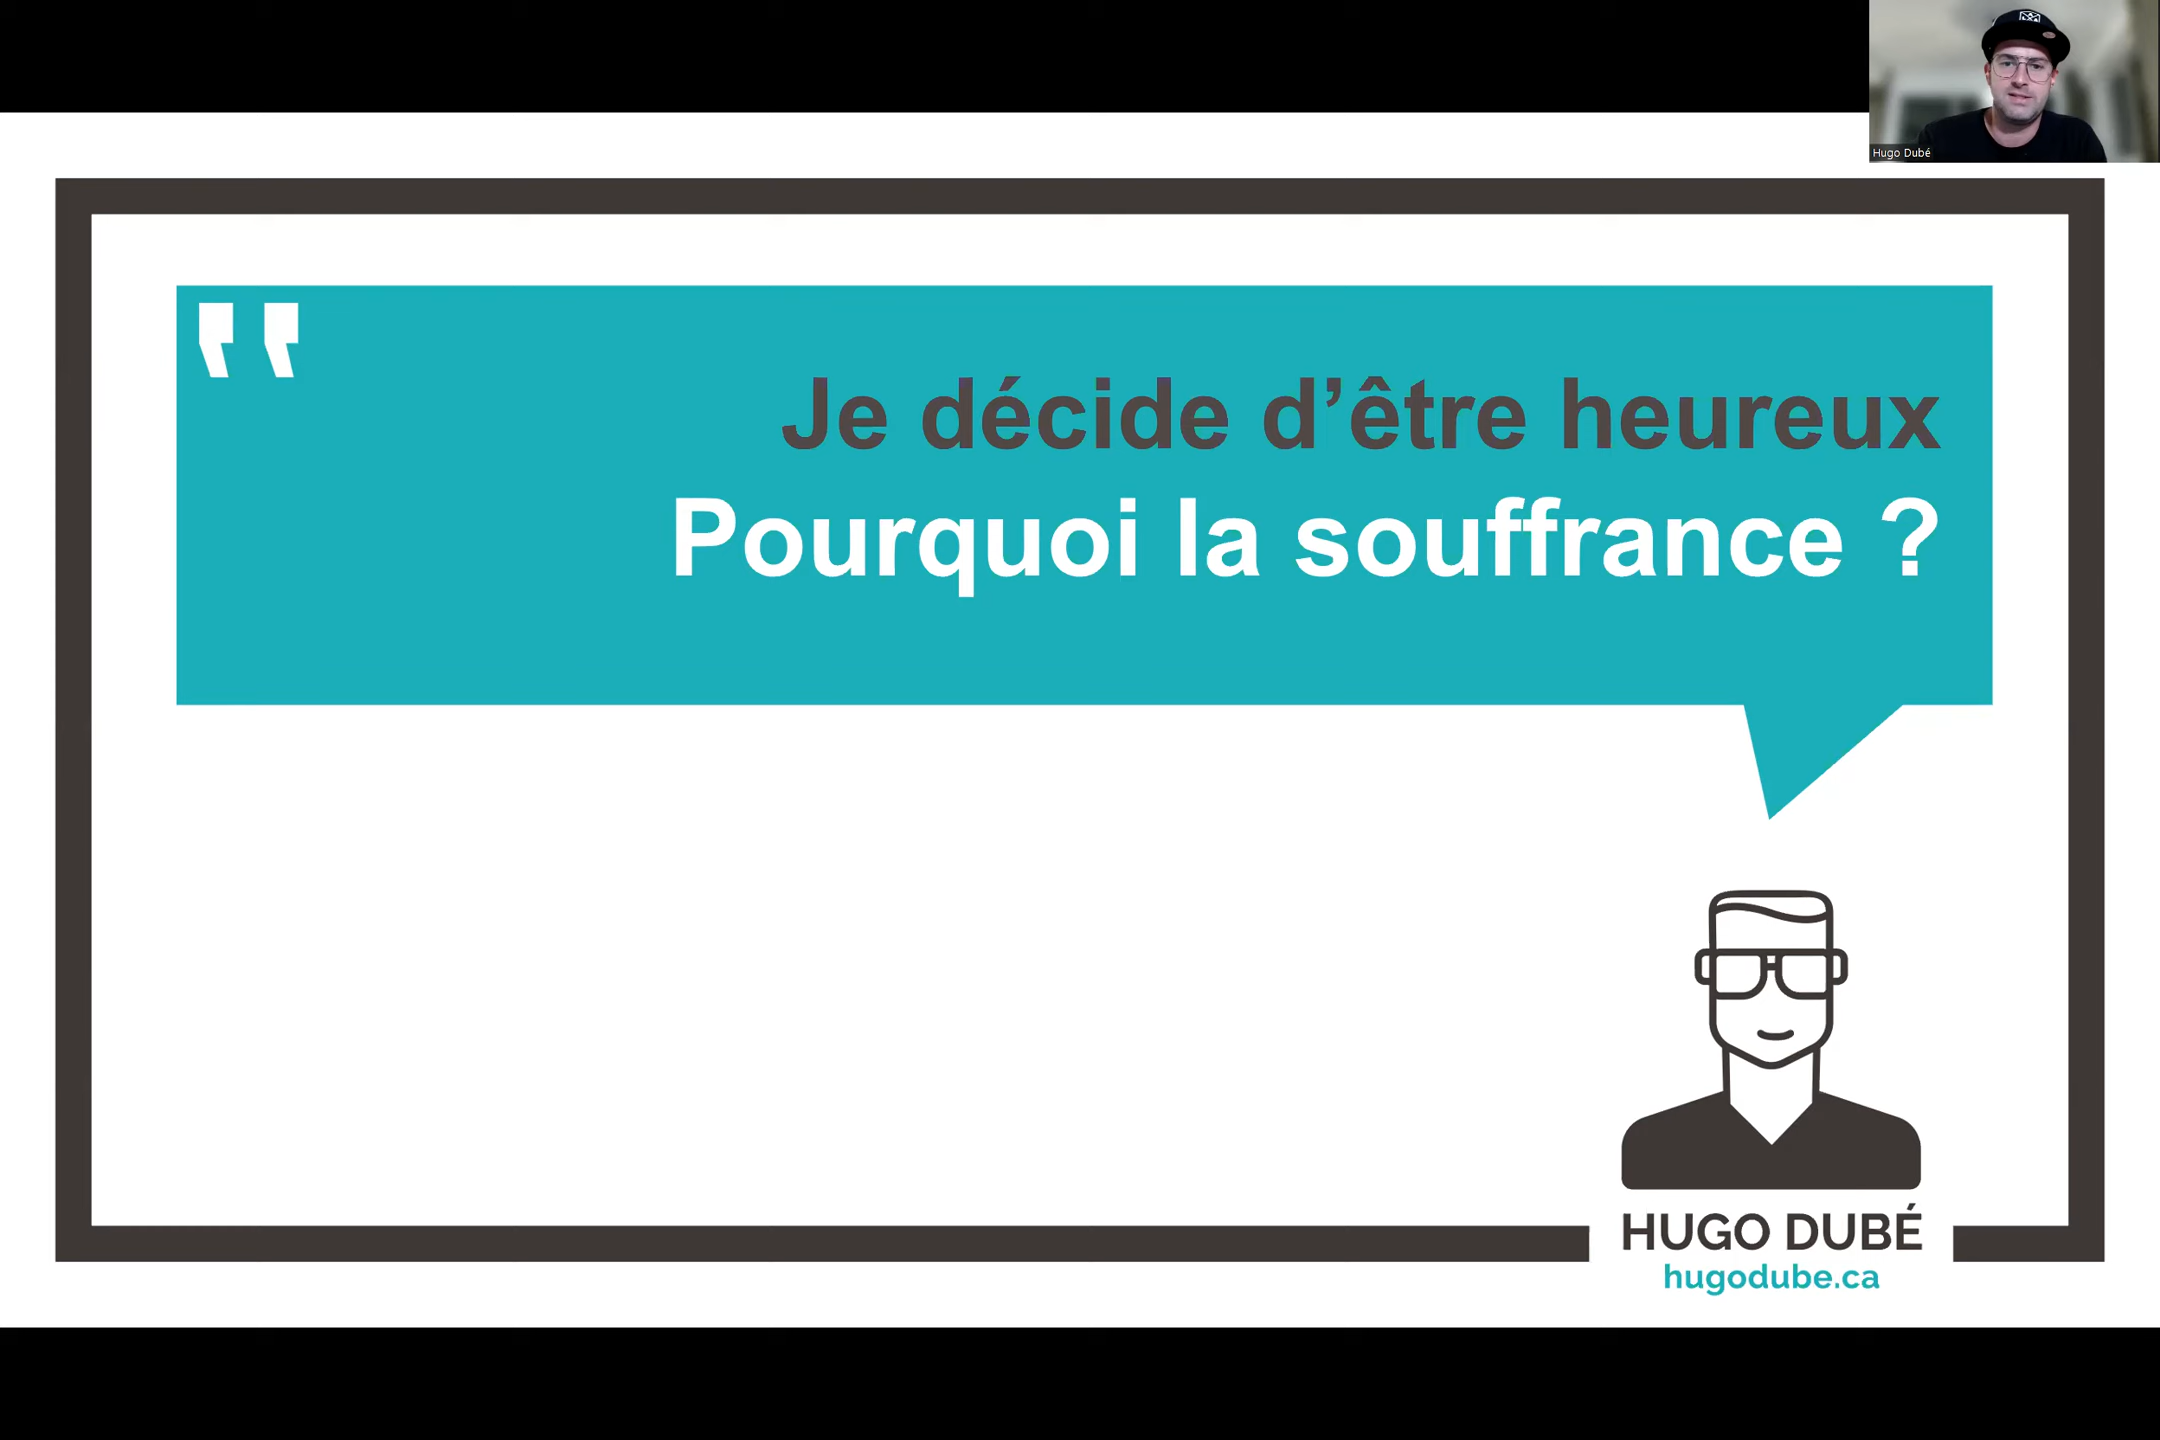 Hugo Dubé
Je décide d’être heureux
Pourquoi la souffrance ?
HUGO DUBÉ
hugodube.ca